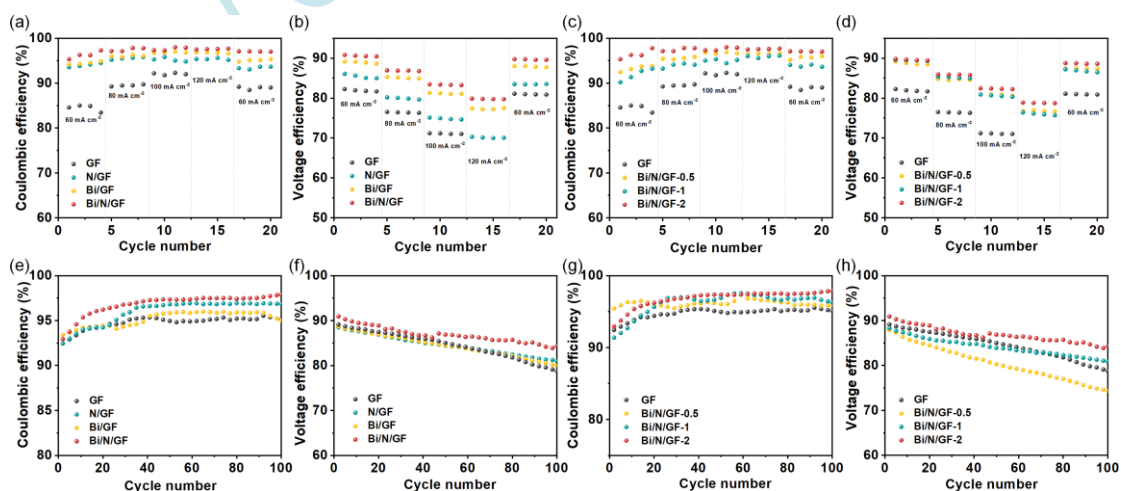 (a)
Coulombic efficiency (%)
100
95
90
85
80
65
60
60 mA cm-2
80 mA cm-2
100 mA cm-2
120 mA cm-2
60 mA cm-2
GF
N/GF
Bi/GF
Bi/N/GF
0 5 10 15 20
Cycle number
(b)
Voltage efficiency (%)
90
80
70
60
50
60 mA cm-2
80 mA cm-2
100 mA cm-2
120 mA cm-2
60 mA cm-2
GF
N/GF
Bi/GF
Bi/N/GF
0 5 10 15 20
Cycle number
(c)
Coulombic efficiency (%)
100
95
90
85
80
65
60
60 mA cm-2
80 mA cm-2
100 mA cm-2
120 mA cm-2
60 mA cm-2
GF
Bi/N/GF-0.5
Bi/N/GF-1
Bi/N/GF-2
0 5 10 15 20
Cycle number
(d)
Voltage efficiency (%)
90
80
70
60
50
60 mA cm-2
80 mA cm-2
100 mA cm-2
120 mA cm-2
60 mA cm-2
GF
Bi/N/GF-0.5
Bi/N/GF-1
Bi/N/GF-2
0 5 10 15 20
Cycle number
(e)
Coulombic efficiency (%)
100
95
90
85
80
GF
N/GF
Bi/GF
Bi/N/GF
0 20 40 60 80 100
Cycle number
(f)
Voltage efficiency (%)
100
90
80
70
60
GF
N/GF
Bi/GF
Bi/N/GF
0 20 40 60 80 100
Cycle number
(g)
Coulombic efficiency (%)
100
95
90
80
75
GF
Bi/N/GF-0.5
Bi/N/GF-1
Bi/N/GF-2
0 20 40 60 80 100
Cycle number
(h)
Voltage efficiency (%)
100
90
80
70
60
GF
Bi/N/GF-0.5
Bi/N/GF-1
Bi/N/GF-2
0 20 40 60 80 100
Cycle number